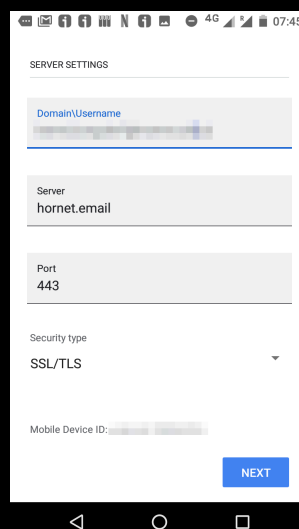 4G R 07:45
SERVER SETTINGS
Domain\Username
Server
hornet.email
Port
443
Security type
SSL/TLS
Mobile Device ID:
NEXT